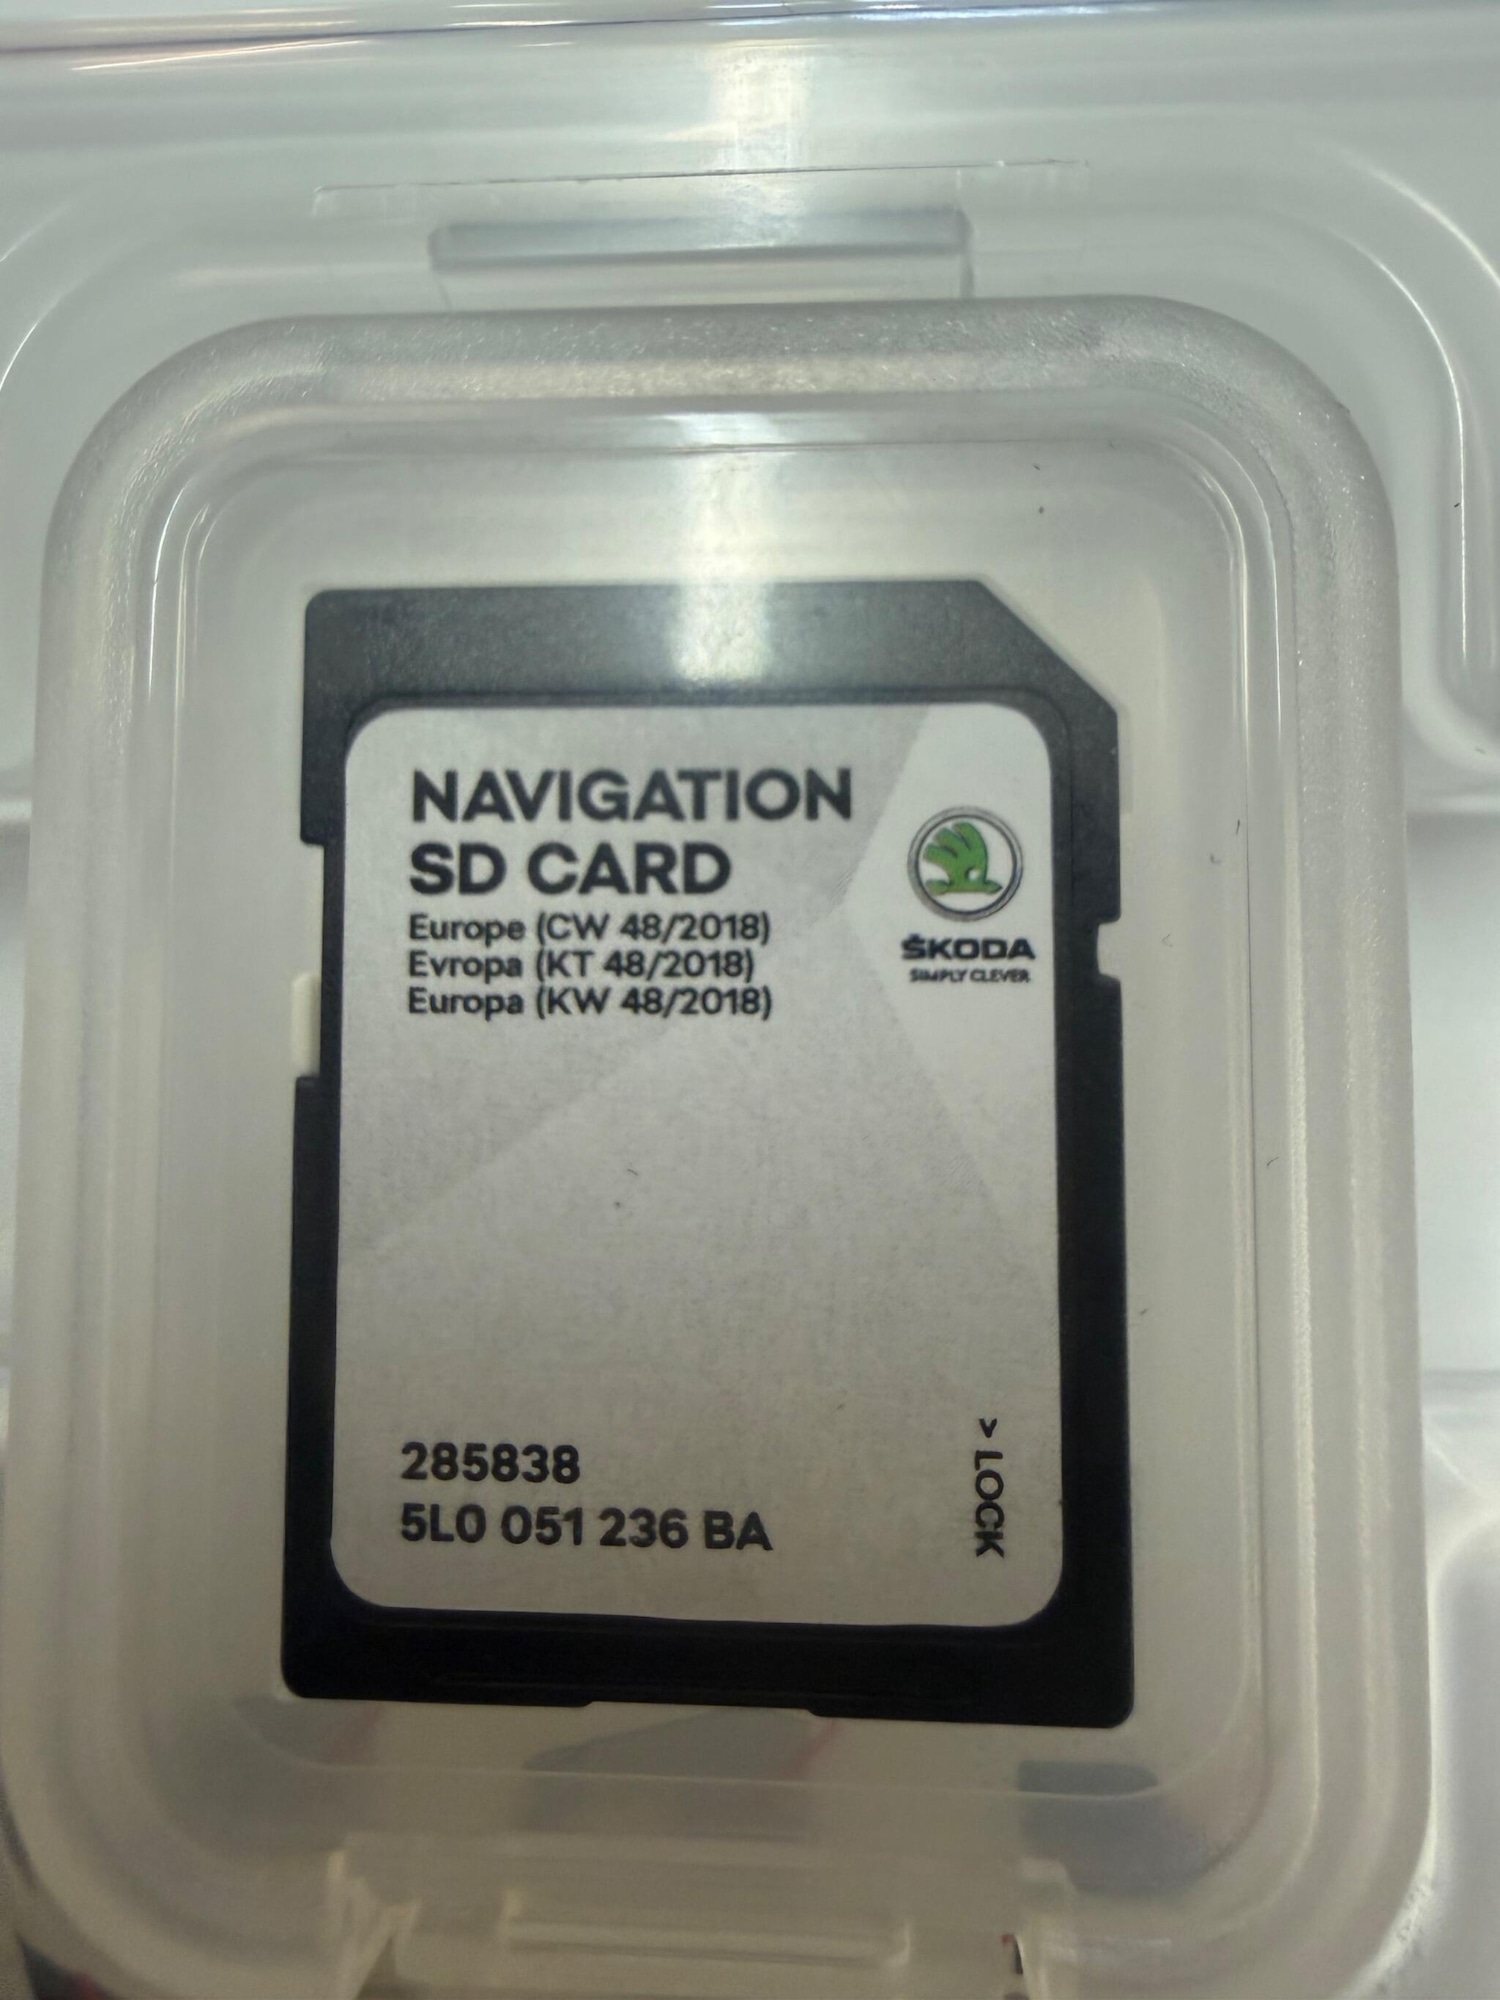 NAVIGATION
SD CARD
Europe (CW 48/2018)
Evropa (KT 48/2018)
Europa (KW 48/2018)
ŠKODA
SIMPLY CLEVER
285838
5L0 051 236 BA
> LOCK